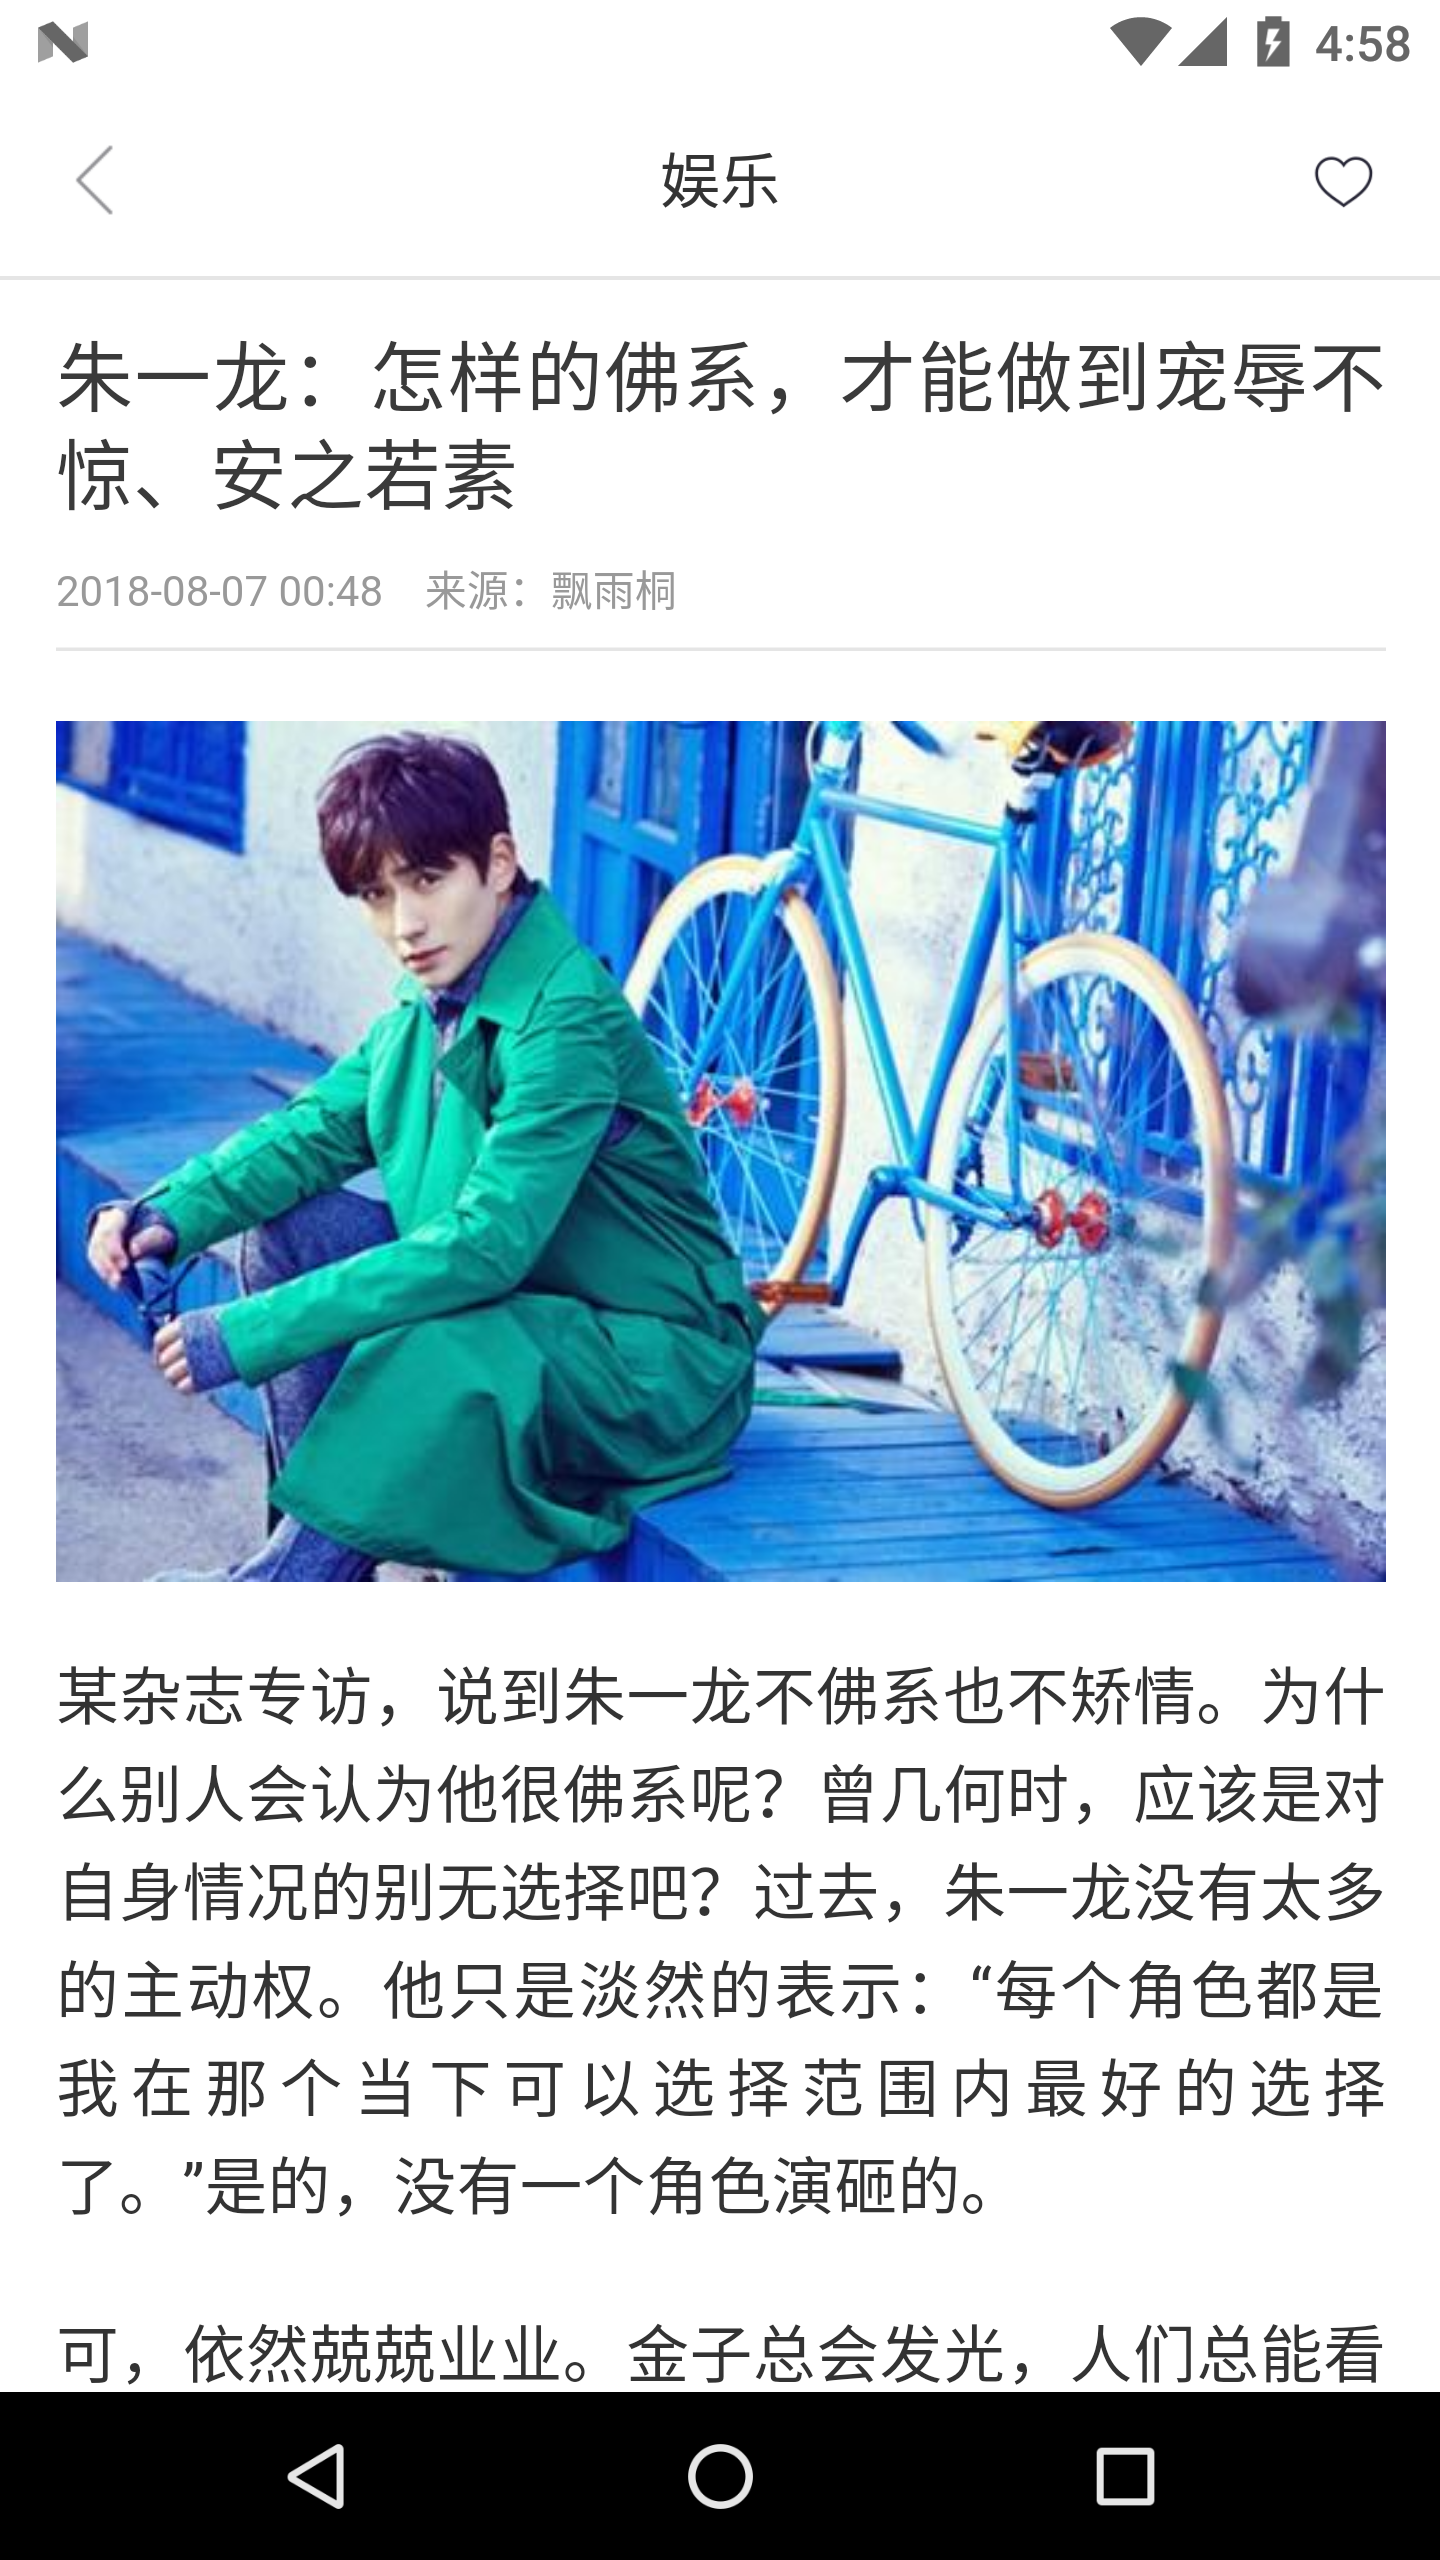 4:58
娱乐
朱一龙：怎样的佛系，才能做到宠辱不
惊、安之若素
2018-08-07 00:48 来源：飘雨桐
某杂志专访，说到朱一龙不佛系也不矫情。为什
么别人会认为他很佛系呢？曾几何时，应该是对
自身情况的别无选择吧？过去，朱一龙没有太多
的主动权。他只是淡然的表示：“每个角色都是
我在那个当下可以选择范围内最好的选择
了。”是的，没有一个角色演砸的。
可，依然兢兢业业。金子总会发光，人们总能看